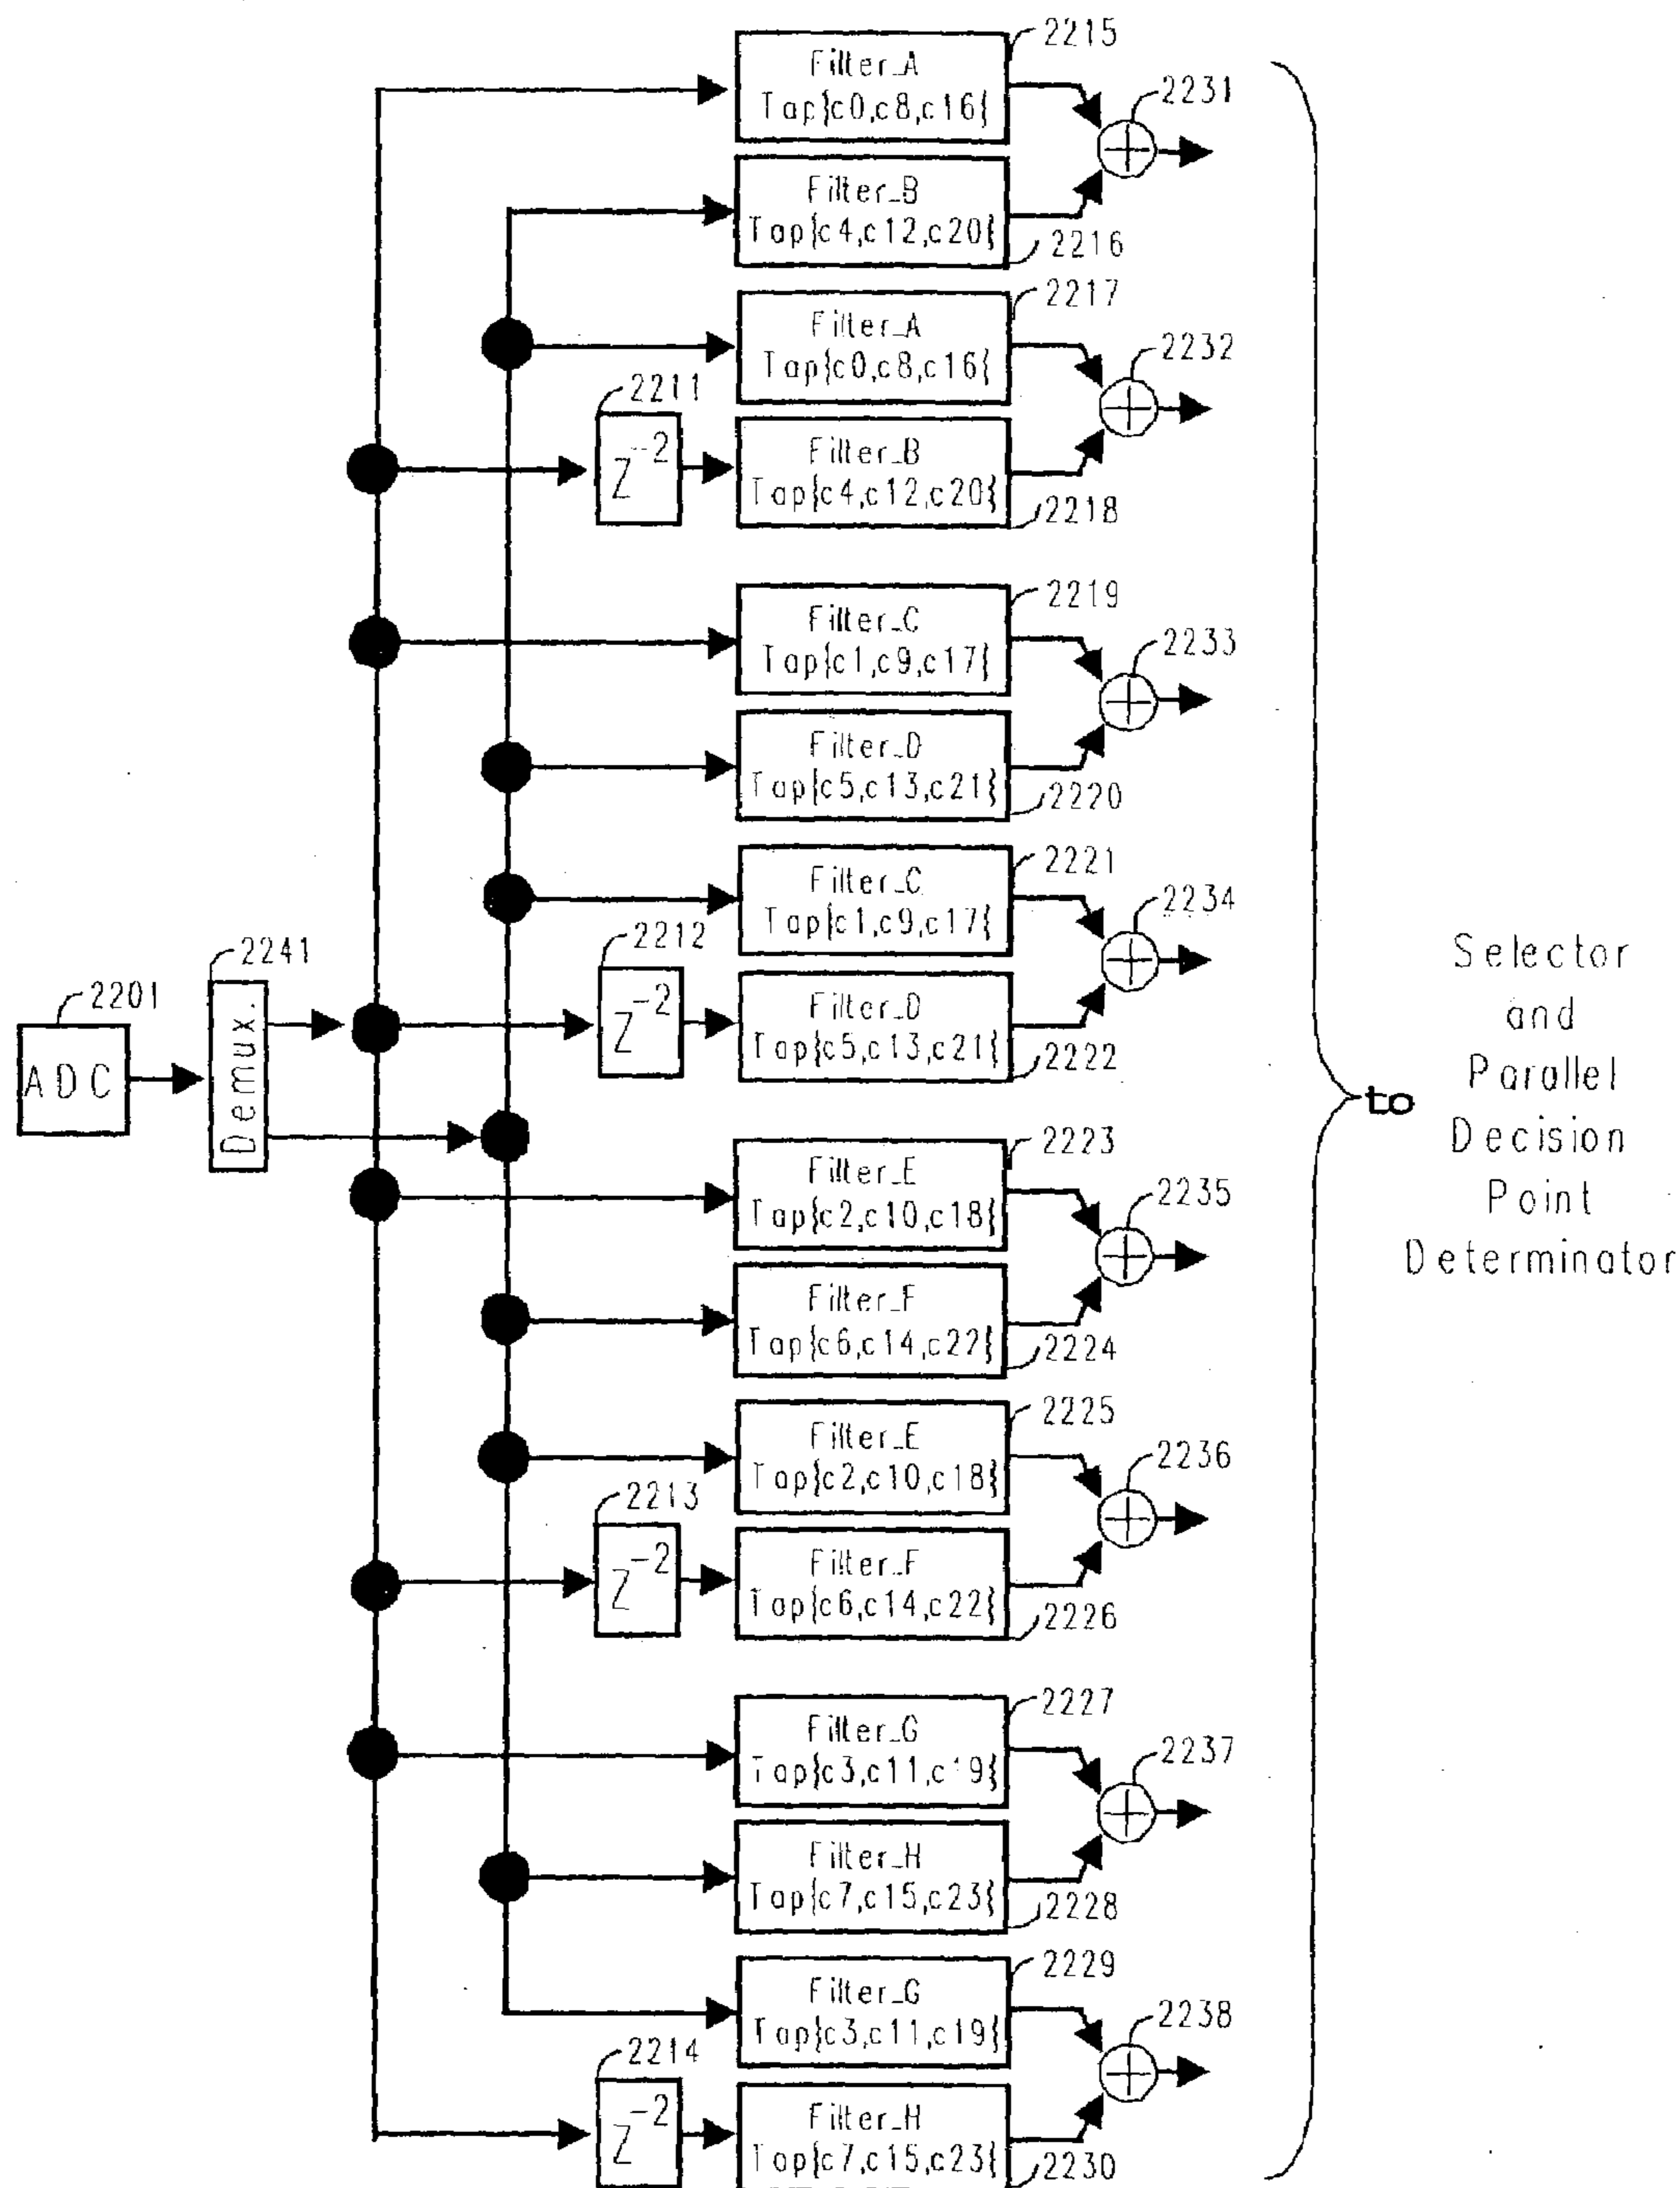 2215
Filter_A
Tap{c0,c8,c16{
2231
Filter_B
Tap{c4,c12,c20{
2216
2217
Filter_A
Tap{c0,c8,c16{
2232
2211
Z-2
Filter_B
Tap{c4,c12,c20{
2218
2219
Filter_C
Tap{c1,c9,c17{
2233
Filter_D
Tap{c5,c13,c21{
2220
2221
Filter_C
Tap{c1,c9,c17{
2234
2212
Z-2
Filter_D
Tap{c5,c13,c21{
2222
2201
ADC
2241
Demux.
to
Selector
and
Parallel
Decision
Point
Determinator
2223
Filter_E
Tap{c2,c10,c18{
2235
Filter_F
Tap{c6,c14,c22{
2224
2225
Filter_E
Tap{c2,c10,c18{
2236
2213
Z-2
Filter_F
Tap{c6,c14,c22{
2226
2227
Filter_G
Tap{c3,c11,c19{
2237
Filter_H
Tap{c7,c15,c23{
2228
2229
Filter_G
Tap{c3,c11,c19{
2238
2214
Z-2
Filter_H
Tap{c7,c15,c23{
2230